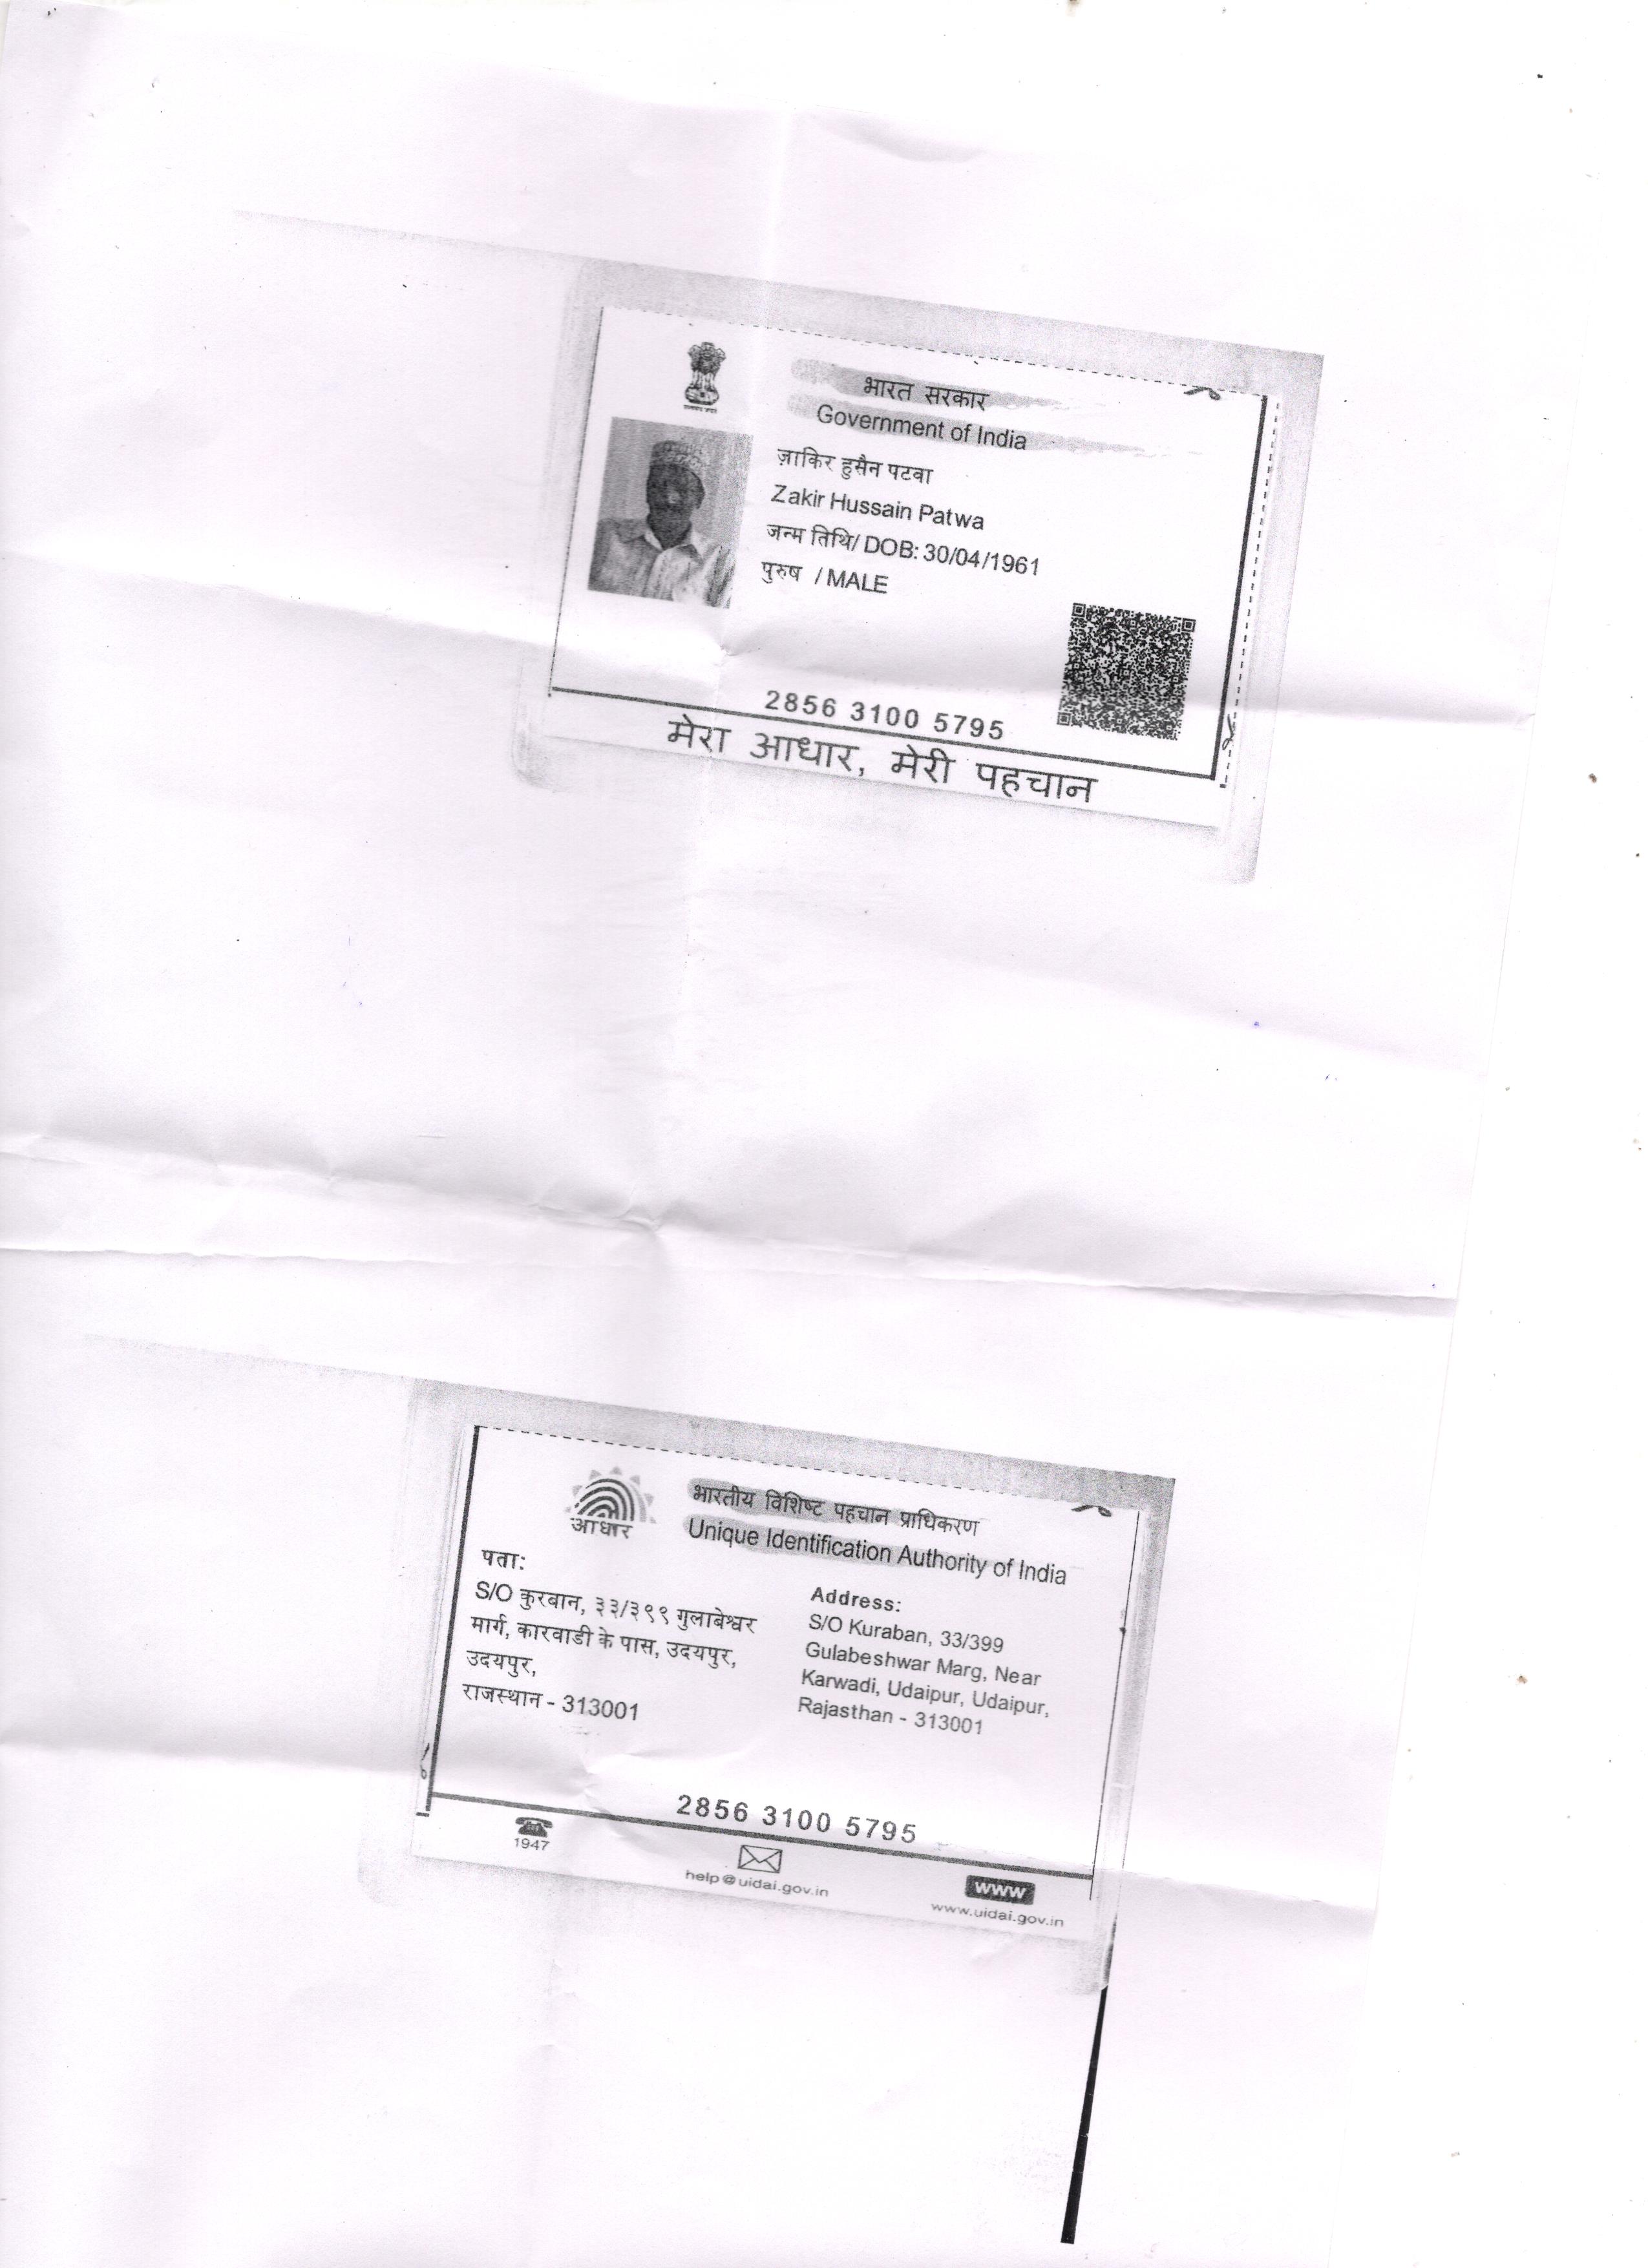 भारत सरकार
Government of India
ज़ाकिर हुसैन पटवा
Zakir Hussain Patwa
जन्म तिथि/ DOB: 30/04/1961
पुरुष / MALE
2856 3100 5795
मेरा आधार, मेरी पहचान
भारतीय विशिष्ट पहचान प्राधिकरण
Unique Identification Authority of India
आधार
पता:
S/O कुरबान, ३३/३९९ गुलाबेश्वर
मार्ग, कारवाडी के पास, उदयपुर,
उदयपुर,
राजस्थान - 313001
Address:
S/O Kuraban, 33/399
Gulabeshwar Marg, Near
Karwadi, Udaipur, Udaipur,
Rajasthan - 313001
2856 3100 5795
1947
help@uidai.gov.in
www
www.uidai.gov.in